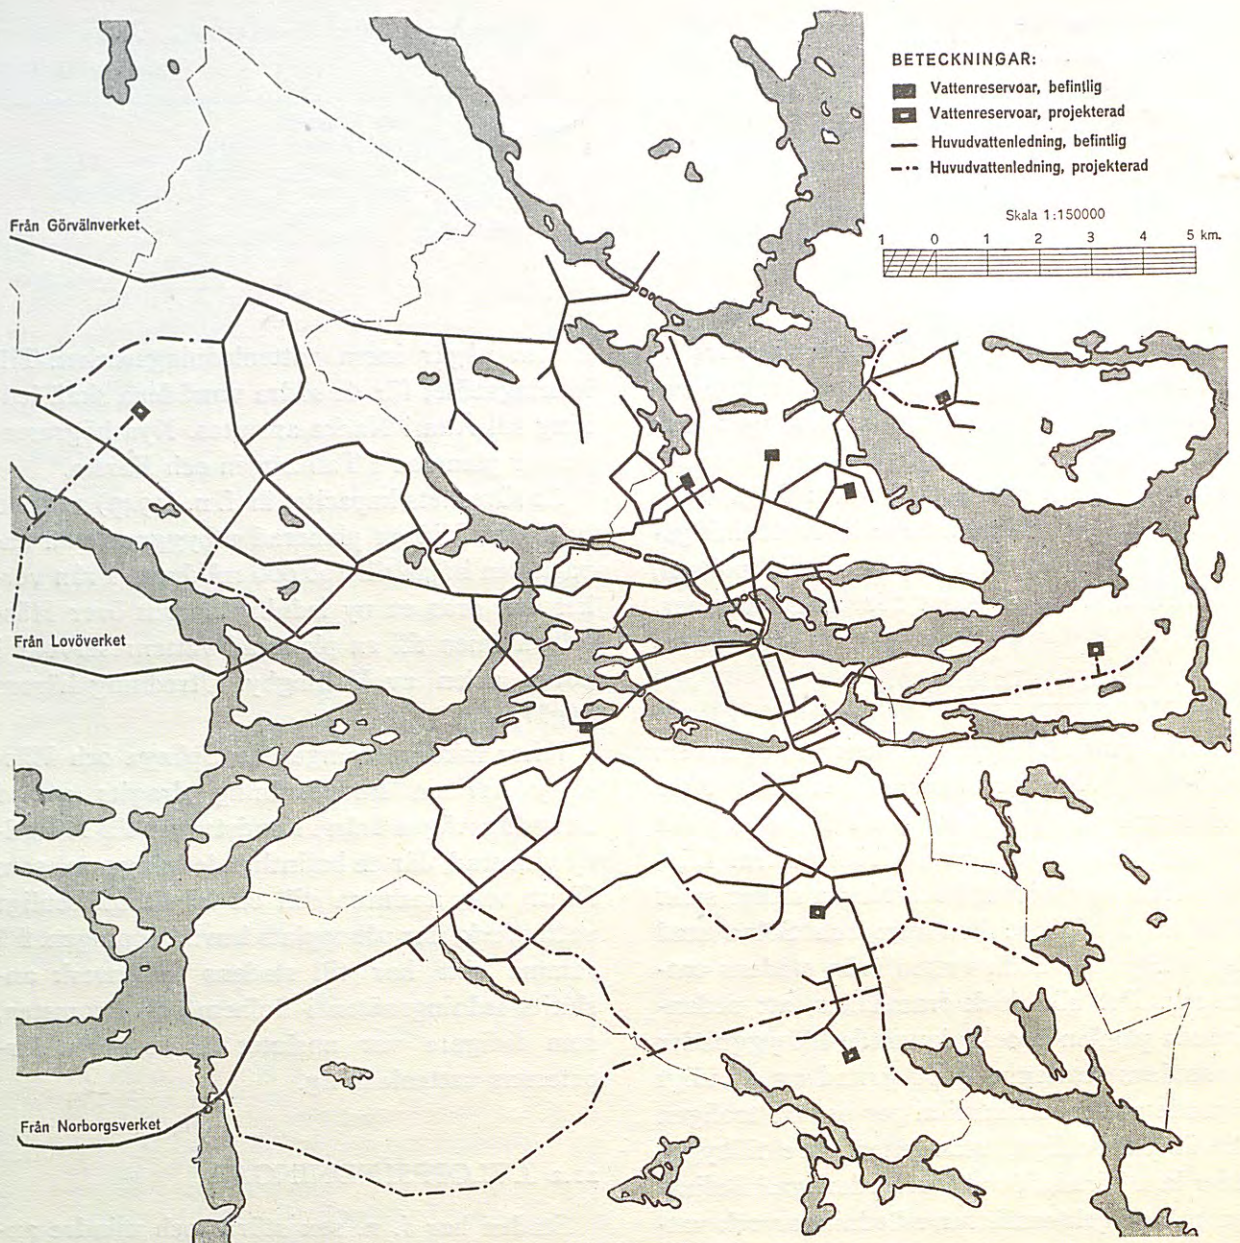 BETECKNINGAR:
Vattenreservoar, befintlig
Vattenreservoar, projekterad
Huvudvattenledning, befintlig
Huvudvattenledning, projekterad
Skala 1:150000
1 0 1 2 3 4 5 km.
Från Görvälnverket
Från Lovöverket
Från Norborgsverket